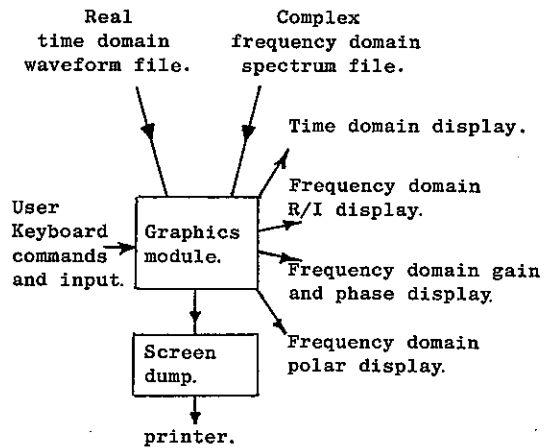 Real
time domain
waveform file.
Complex
frequency domain
spectrum file.
Time domain display.
Frequency domain
R/I display.
User
Keyboard
commands
and input.
Graphics
module.
Frequency domain gain
and phase display.
Frequency domain
polar display.
Screen
dump.
printer.